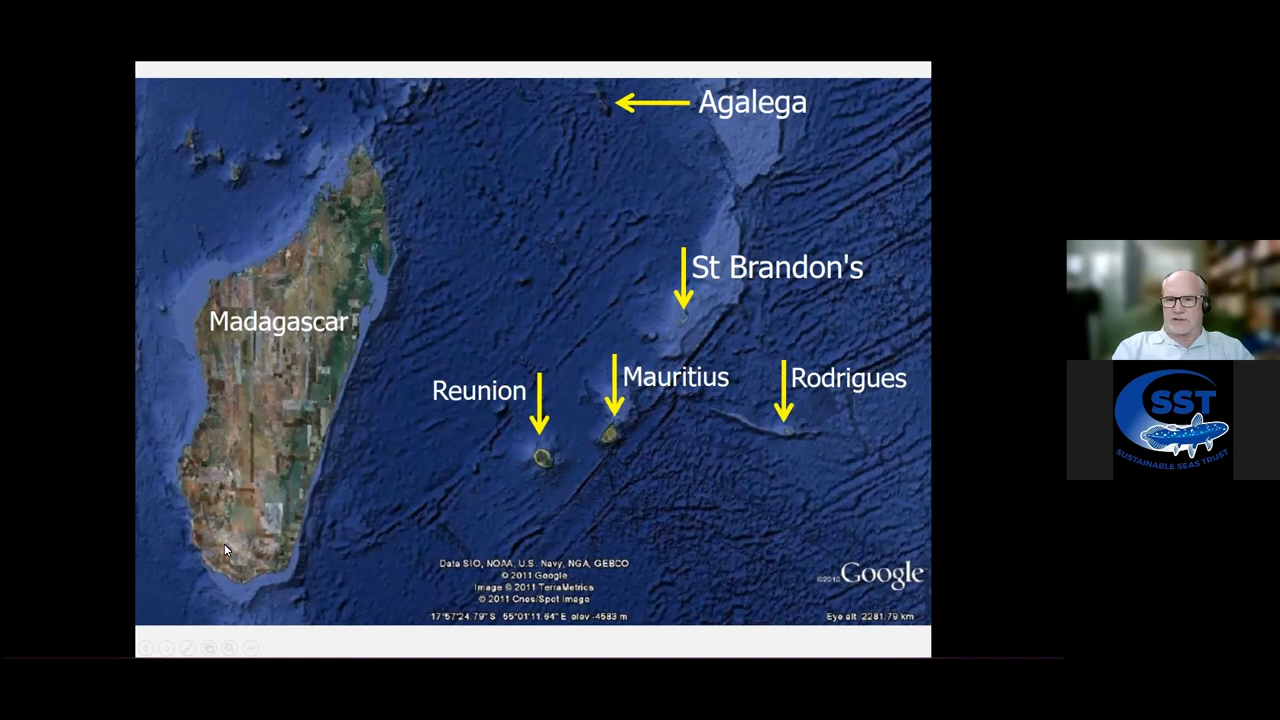 Agalega
St Brandon's
Madagascar
Reunion
Mauritius
Rodrigues
Data SIO, NOAA, U.S. Navy, NGA, GEBCO
© 2011 Google
Image © 2011 TerraMetrics
© 2011 Cnes/Spot Image
©2010 Google
17°57'24.79" S 55°01'11.64" E elev -4583 m
Eye alt 2281.79 km
SST
SUSTAINABLE SEAS TRUST